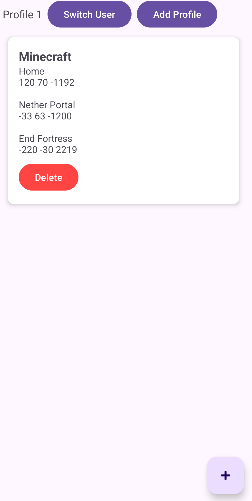 Profile 1 Switch User Add Profile
Minecraft
Home
120 70 -1192
Nether Portal
-33 63 -1200
End Fortress
-220 -30 2219
Delete
+